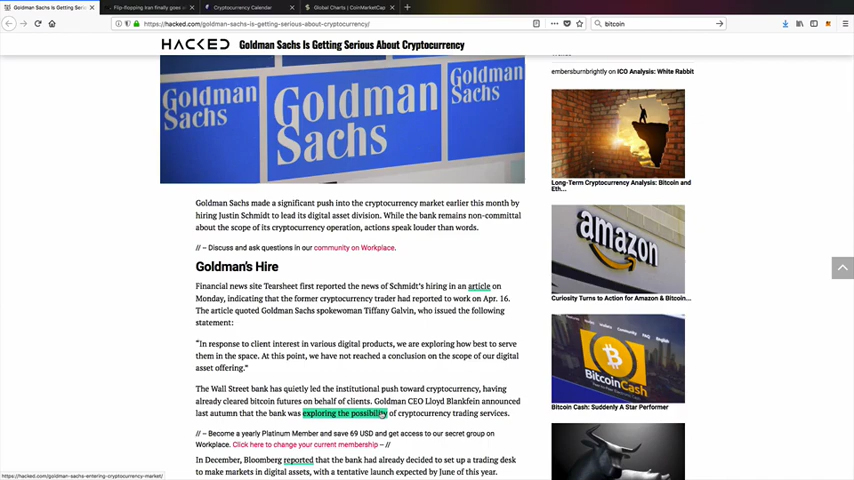 Goldman Sachs Is Getting Serious
Flip-flopping Iran finally goes
Cryptocurrency Calendar
Global Charts | CoinMarketCap
https://hacked.com/goldman-sachs-is-getting-serious-about-cryptocurrency/
bitcoin
HACKED Goldman Sachs Is Getting Serious About Cryptocurrency
Goldman
Sachs
Goldman
Sachs
Goldman
Sachs
Goldman Sachs made a significant push into the cryptocurrency market earlier this month by
hiring Justin Schmidt to lead its digital asset division. While the bank remains non-committal
about the scope of its cryptocurrency operation, actions speak louder than words.
// – Discuss and ask questions in our community on Workplace.
Goldman's Hire
Financial news site Tearsheet first reported the news of Schmidt's hiring in an article on
Monday, indicating that the former cryptocurrency trader had reported to work on Apr. 16.
The article quoted Goldman Sachs spokewoman Tiffany Galvin, who issued the following
statement:
"In response to client interest in various digital products, we are exploring how best to serve
them in the space. At this point, we have not reached a conclusion on the scope of our digital
asset offering."
The Wall Street bank has quietly led the institutional push toward cryptocurrency, having
already cleared bitcoin futures on behalf of clients. Goldman CEO Lloyd Blankfein announced
last autumn that the bank was exploring the possibility of cryptocurrency trading services.
// – Become a yearly Platinum Member and save 69 USD and get access to our secret group on
Workplace. Click here to change your current membership – //
In December, Bloomberg reported that the bank had already decided to set up a trading desk
to make markets in digital assets, with a tentative launch expected by June of this year.
embersburnbrightly on ICO Analysis: White Rabbit
Long-Term Cryptocurrency Analysis: Bitcoin and
Eth...
amazon
Curiosity Turns to Action for Amazon & Bitcoin...
BitcoinCash
Bitcoin Cash: Suddenly A Star Performer
https://hacked.com/goldman-sachs-entering-cryptocurrency-market/